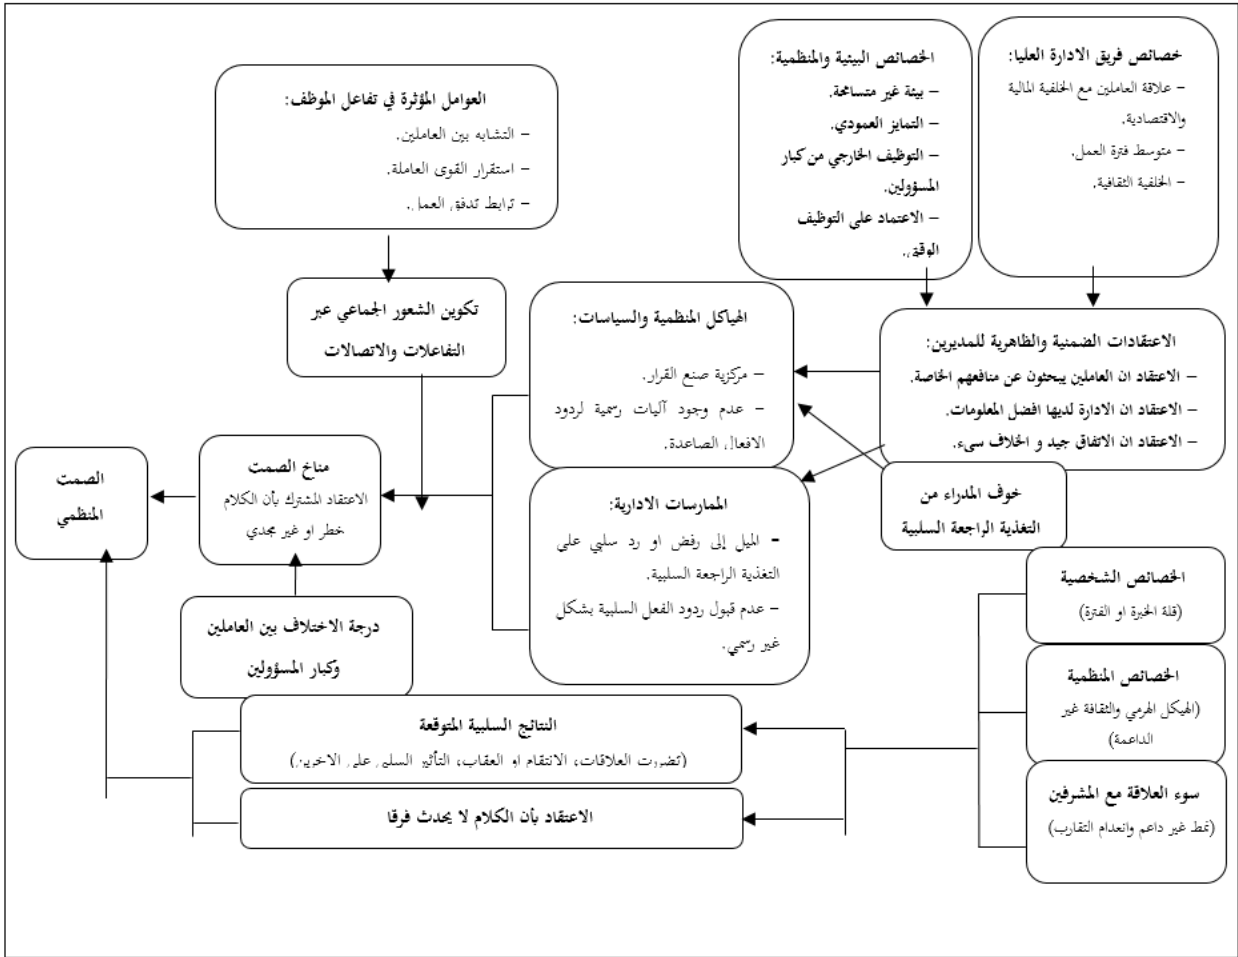 خصائص فريق الادارة العليا:
– علاقة العاملين مع الخلفية المالية
والاقتصادية.
– متوسط فترة العمل.
– الخلفية الثقافية.
الخصائص البيئية والمنظمية:
– بيئة غير متسامحة.
– التمايز العمودي.
– التوظيف الخارجي من كبار
المسؤولين.
– الاعتماد على التوظيف
الوقتي.
العوامل المؤثرة في تفاعل الموظف:
– التشابه بين العاملين.
– استقرار القوى العاملة.
– ترابط تدفق العمل.
تكوين الشعور الجماعي عبر
التفاعلات والاتصالات
الهياكل المنظمية والسياسات:
– مركزية صنع القرار.
– عدم وجود آليات رسمية لردود
الافعال الصاعدة.
الاعتقادات الضمنية والظاهرية للمديرين:
– الاعتقاد ان العاملين يبحثون عن منافعهم الخاصة.
– الاعتقاد ان الادارة لديها افضل المعلومات.
– الاعتقاد ان الاتفاق جيد و الخلاف سيء.
خوف المدراء من
التغذية الراجعة السلبية
الممارسات الادارية:
- الميل إلى رفض او رد سلبي على
التغذية الراجعة السلبية.
– عدم قبول ردود الفعل السلبية بشكل
غير رسمي.
مناخ الصمت
الاعتقاد المشترك بأن الكلام
خطر او غير مجدي
الصمت
المنظمي
درجة الاختلاف بين العاملين
وكبار المسؤولين
الخصائص الشخصية
(قلة الخبرة او الفترة)
الخصائص المنظمية
(الهيكل الهرمي والثقافة غير
الداعمة)
سوء العلاقة مع المشرفين
(نمط غير داعم وانعدام التقارب)
النتائج السلبية المتوقعة
(تضررت العلاقات، الانتقام او العقاب، التأثير السلبي على الاخرين)
الاعتقاد بأن الكلام لا يحدث فرقا